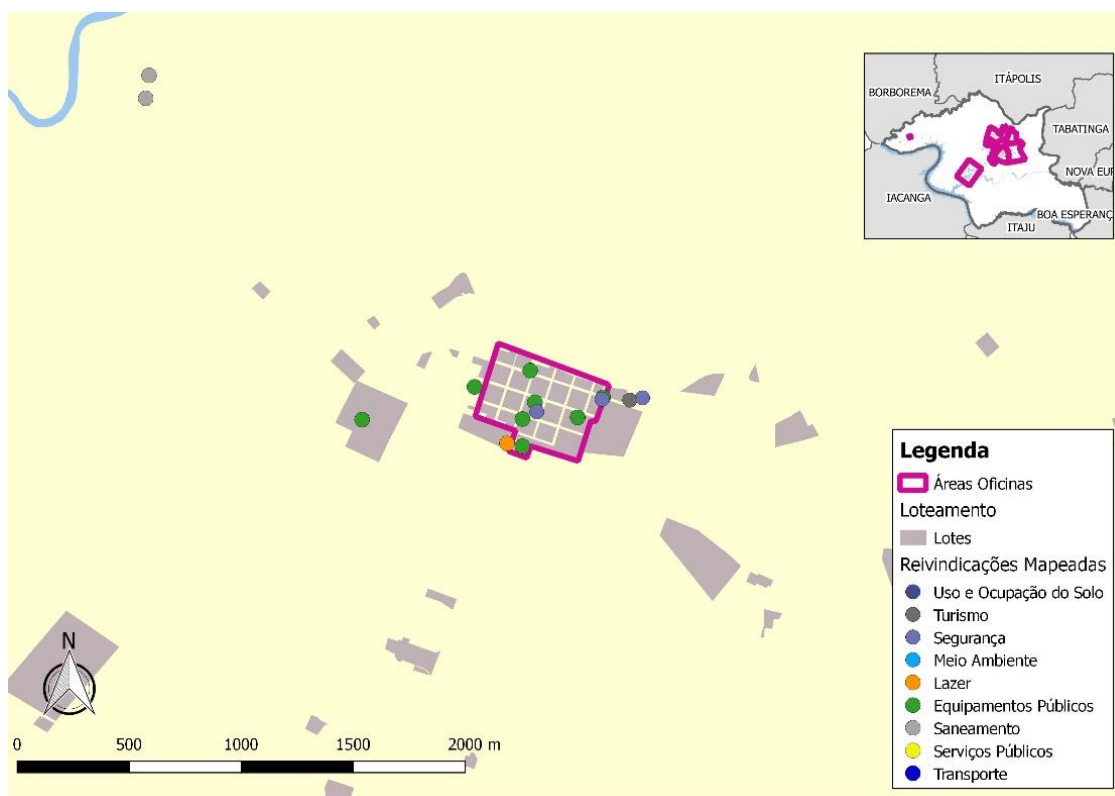 ITÁPOLIS
BORBOREMA
TABATINGA
NOVA EUR
IACANGA
BOA ESPERANÇ
ITAJU
Legenda
Áreas Oficinas
Loteamento
Lotes
Reivindicações Mapeadas
Uso e Ocupação do Solo
Turismo
Segurança
Meio Ambiente
Lazer
Equipamentos Públicos
Saneamento
Serviços Públicos
Transporte
N
0 500 1000 1500 2000 m